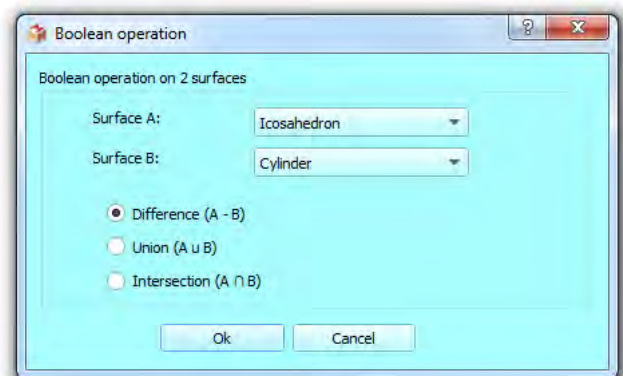 Boolean operation
Boolean operation on 2 surfaces
Surface A: Icosahedron
Surface B: Cylinder
Difference (A - B)
Union (A u B)
Intersection (A ∩ B)
Ok Cancel